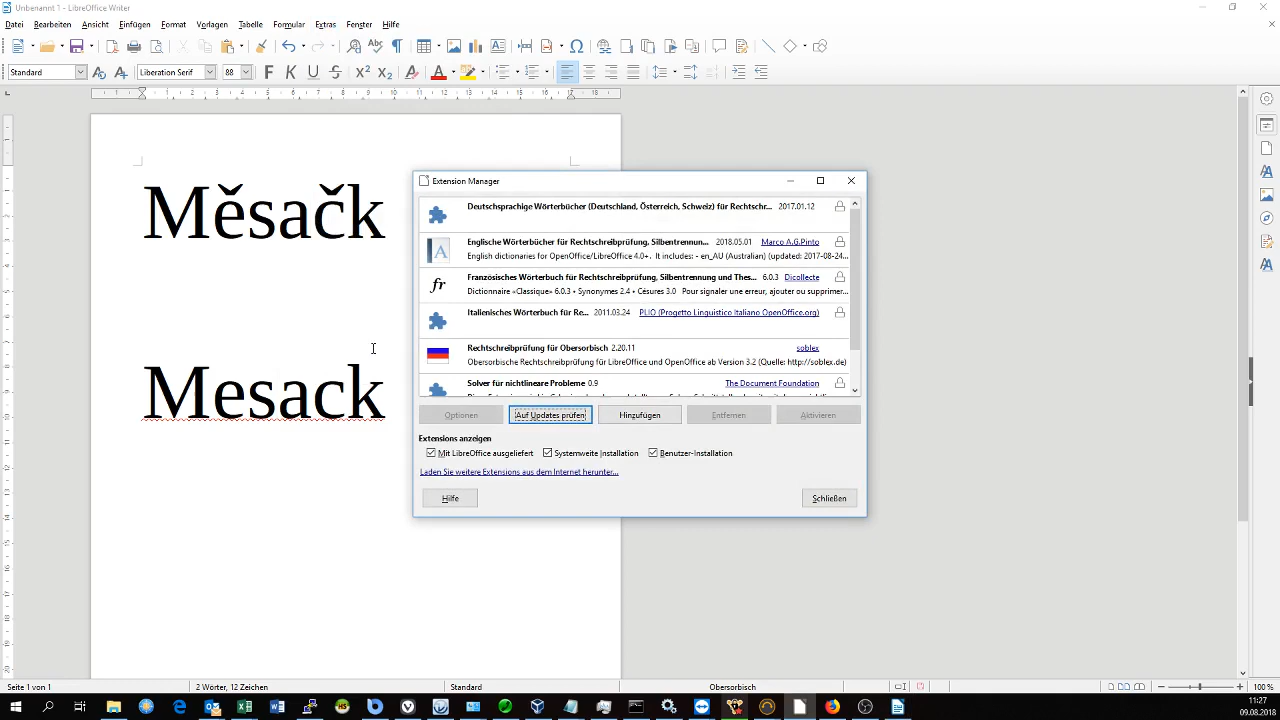 Unbenannt 1 - LibreOffice Writer
Datei Bearbeiten Ansicht Einfügen Format Vorlagen Tabelle Formular Extras Fenster Hilfe
Standard Liberation Serif 88
Měsačk
Mesack
Extension Manager
Deutschsprachige Wörterbücher (Deutschland, Österreich, Schweiz) für Rechtschr... 2017.01.12
Englische Wörterbücher für Rechtschreibprüfung, Silbentrennun... 2018.05.01 Marco A.G.Pinto
English dictionaries for OpenOffice/LibreOffice 4.0+. It includes: - en_AU (Australian) (updated: 2017-08-24...
Französisches Wörterbuch für Rechtschreibprüfung, Silbentrennung und Thes... 6.0.3 Dicollecte
Dictionnaire «Classique» 6.0.3 • Synonymes 2.4 • Césures 3.0 Pour signaler une erreur, ajouter ou supprimer...
Italienisches Wörterbuch für Re... 2011.03.24 PLIO (Progetto Linguistico Italiano OpenOffice.org)
Rechtschreibprüfung für Obersorbisch 2.20.11 soblex
Obersorbische Rechtschreibprüfung für LibreOffice und OpenOffice ab Version 3.2 (Quelle: http://soblex.de)
Solver für nichtlineare Probleme 0.9 The Document Foundation
Optionen Auf Updates prüfen Hinzufügen Entfernen Aktivieren
Extensions anzeigen
Mit LibreOffice ausgeliefert Systemweite Installation Benutzer-Installation
Laden Sie weitere Extensions aus dem Internet herunter...
Hilfe Schließen
Seite 1 von 1 2 Wörter, 12 Zeichen Standard Obersorbisch 100 %
11:27
09.08.2018